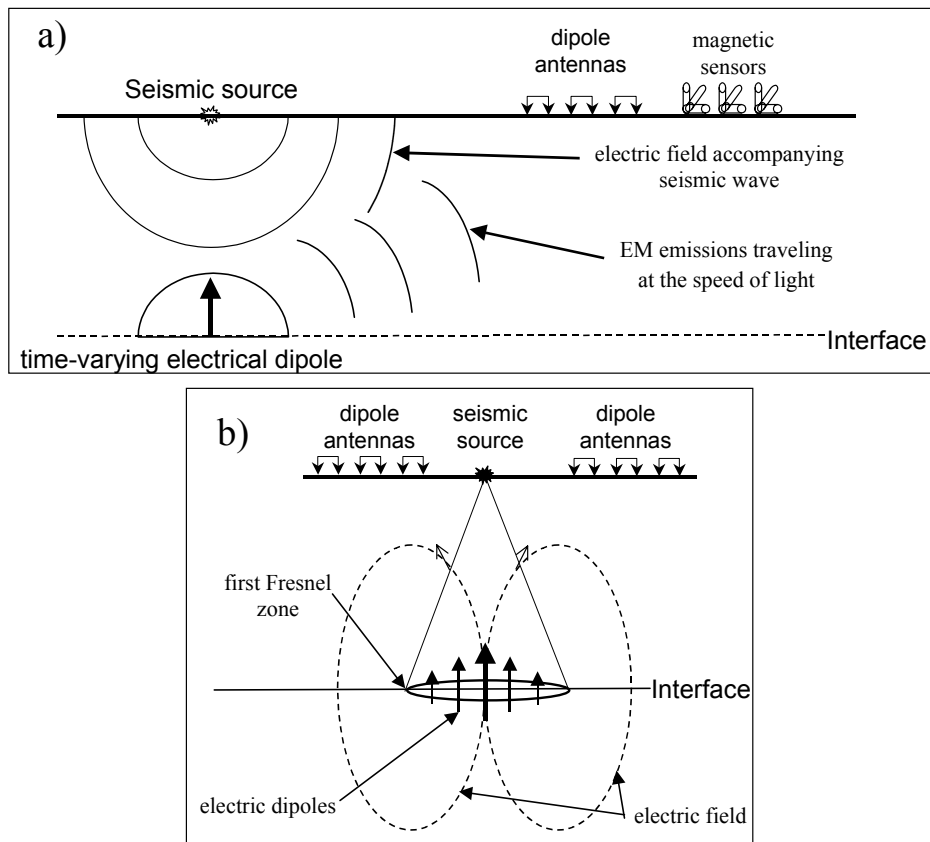 a)
dipole
antennas
magnetic
sensors
Seismic source
electric field accompanying
seismic wave
EM emissions traveling
at the speed of light
Interface
time-varying electrical dipole
b)
dipole
antennas
seismic
source
dipole
antennas
first Fresnel
zone
Interface
electric dipoles
electric field